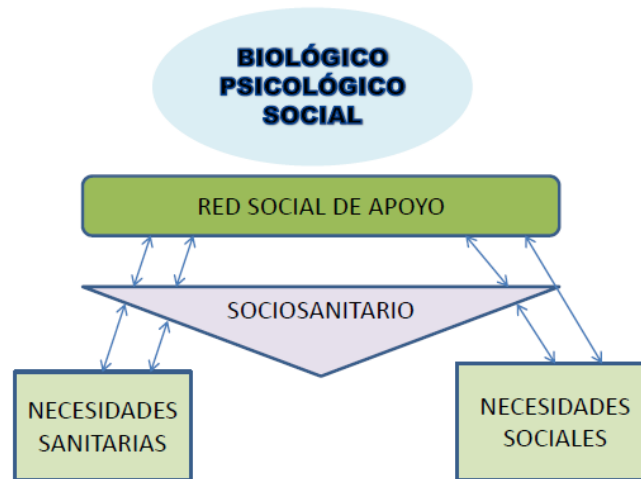 BIOLÓGICO
PSICOLÓGICO
SOCIAL
RED SOCIAL DE APOYO
SOCIOSANITARIO
NECESIDADES
SANITARIAS
NECESIDADES
SOCIALES